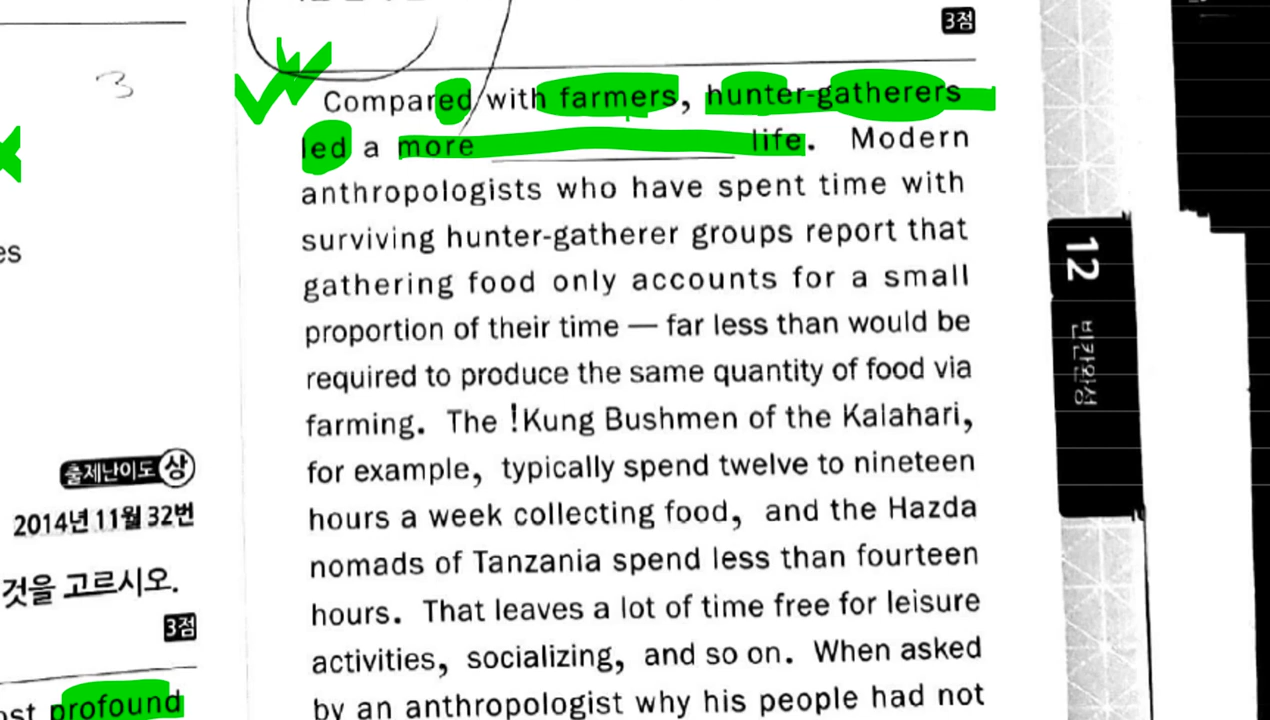 3점
3
Compared with farmers, hunter-gatherers
led a more life. Modern
anthropologists who have spent time with
surviving hunter-gatherer groups report that
gathering food only accounts for a small
proportion of their time — far less than would be
required to produce the same quantity of food via
farming. The !Kung Bushmen of the Kalahari,
for example, typically spend twelve to nineteen
hours a week collecting food, and the Hazda
nomads of Tanzania spend less than fourteen
hours. That leaves a lot of time free for leisure
activities, socializing, and so on. When asked
by an anthropologist why his people had not
es
출제난이도 상
2014년 11월 32번
것을 고르시오.
3점
ost profound
12
빈칸완성